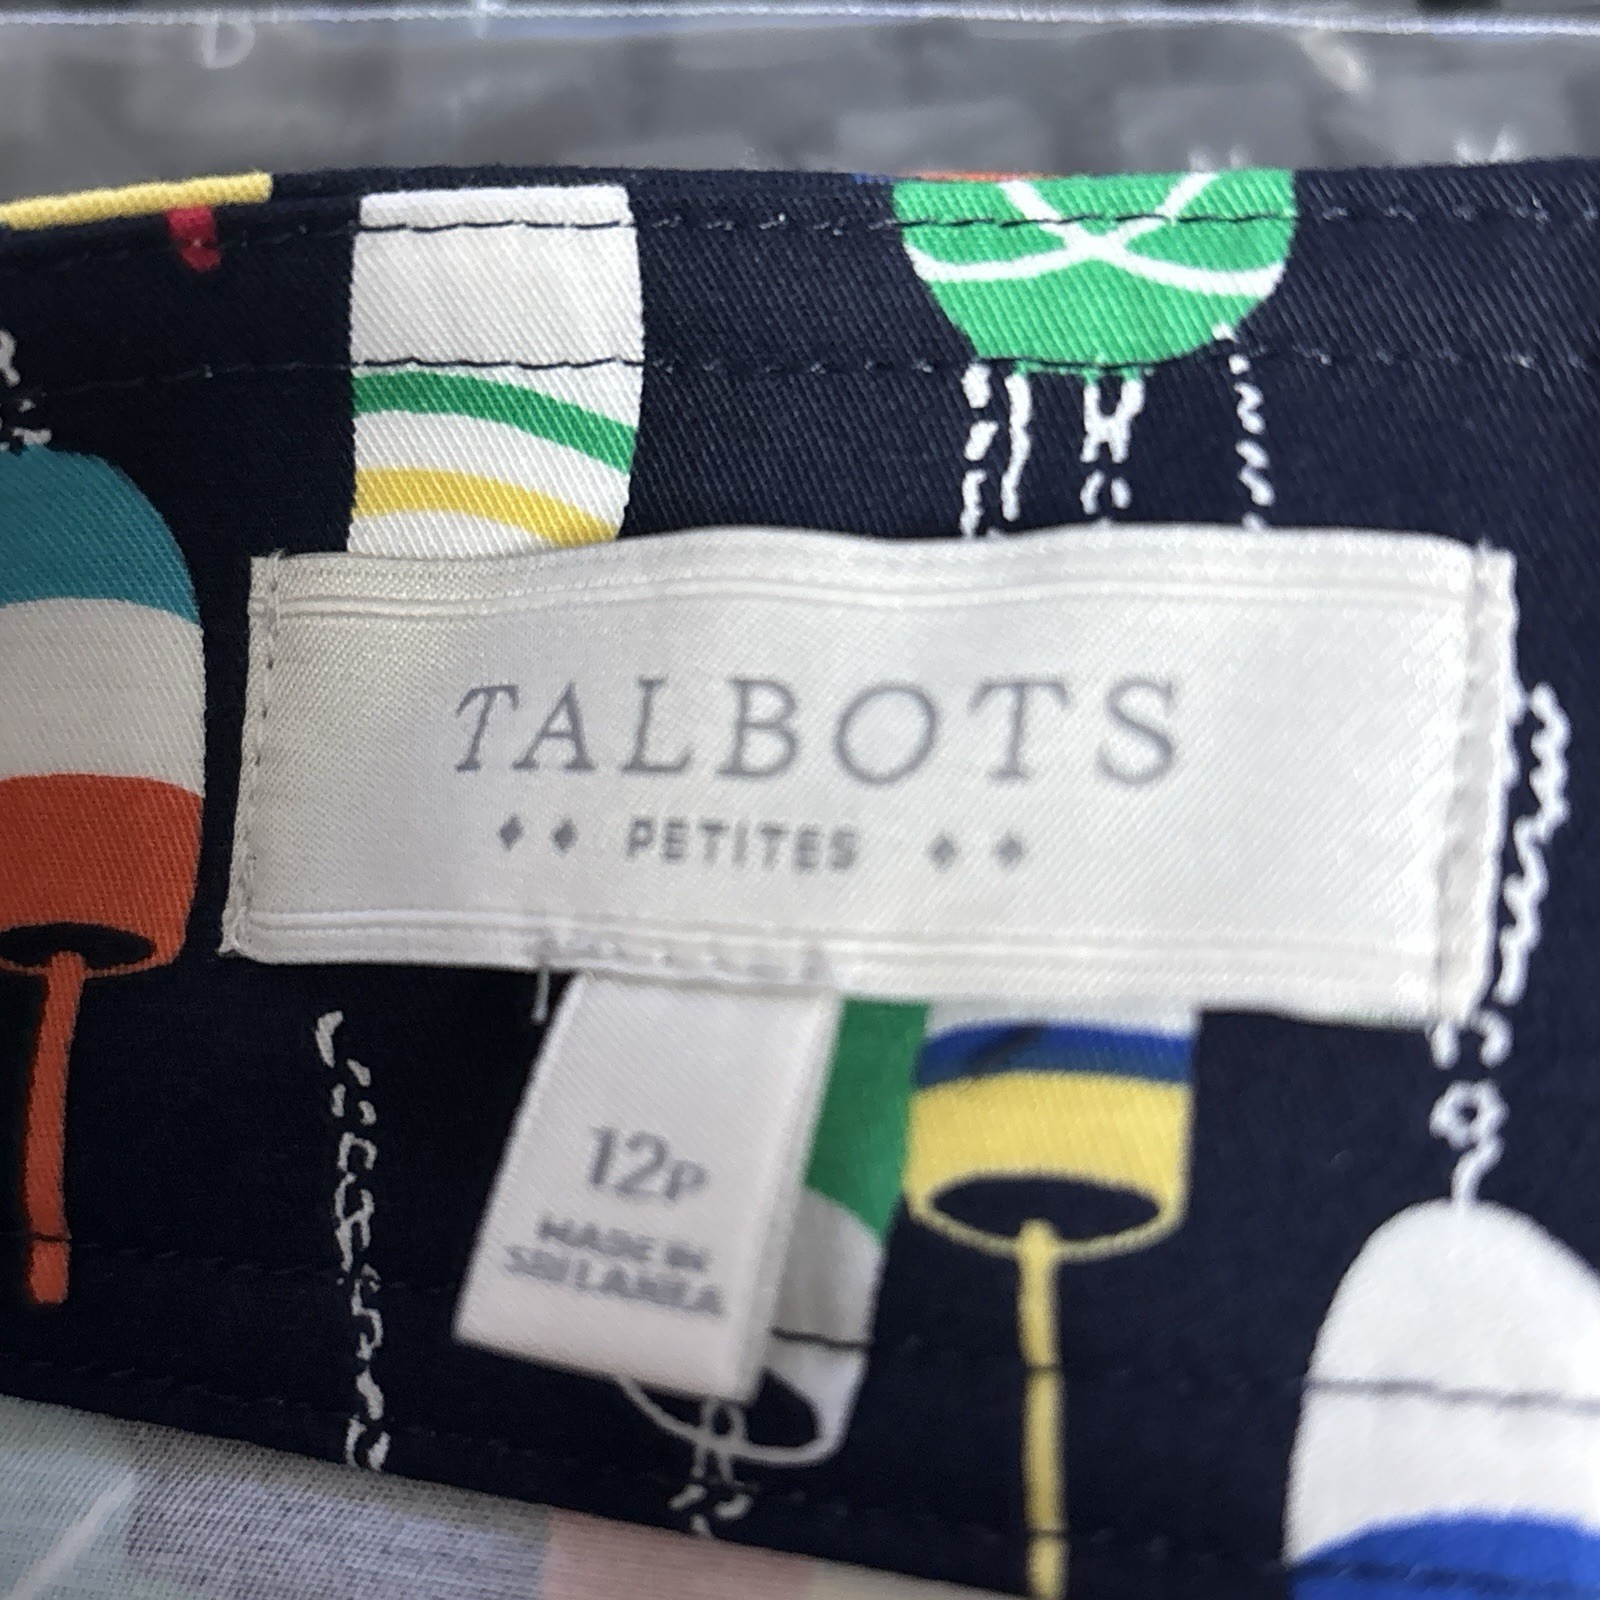 TALBOTS
PETITES
12P
MADE IN
SRI LANKA